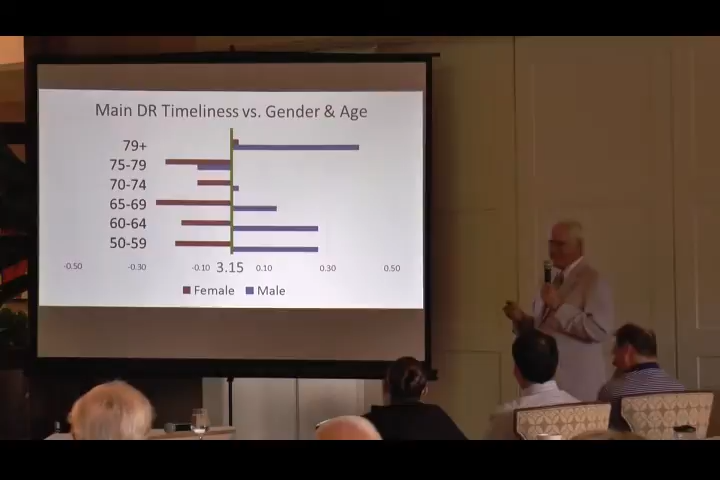 Main DR Timeliness vs. Gender & Age
79+
75-79
70-74
65-69
60-64
50-59
-0.50 -0.30 -0.10 3.15 0.10 0.30 0.50
Female Male